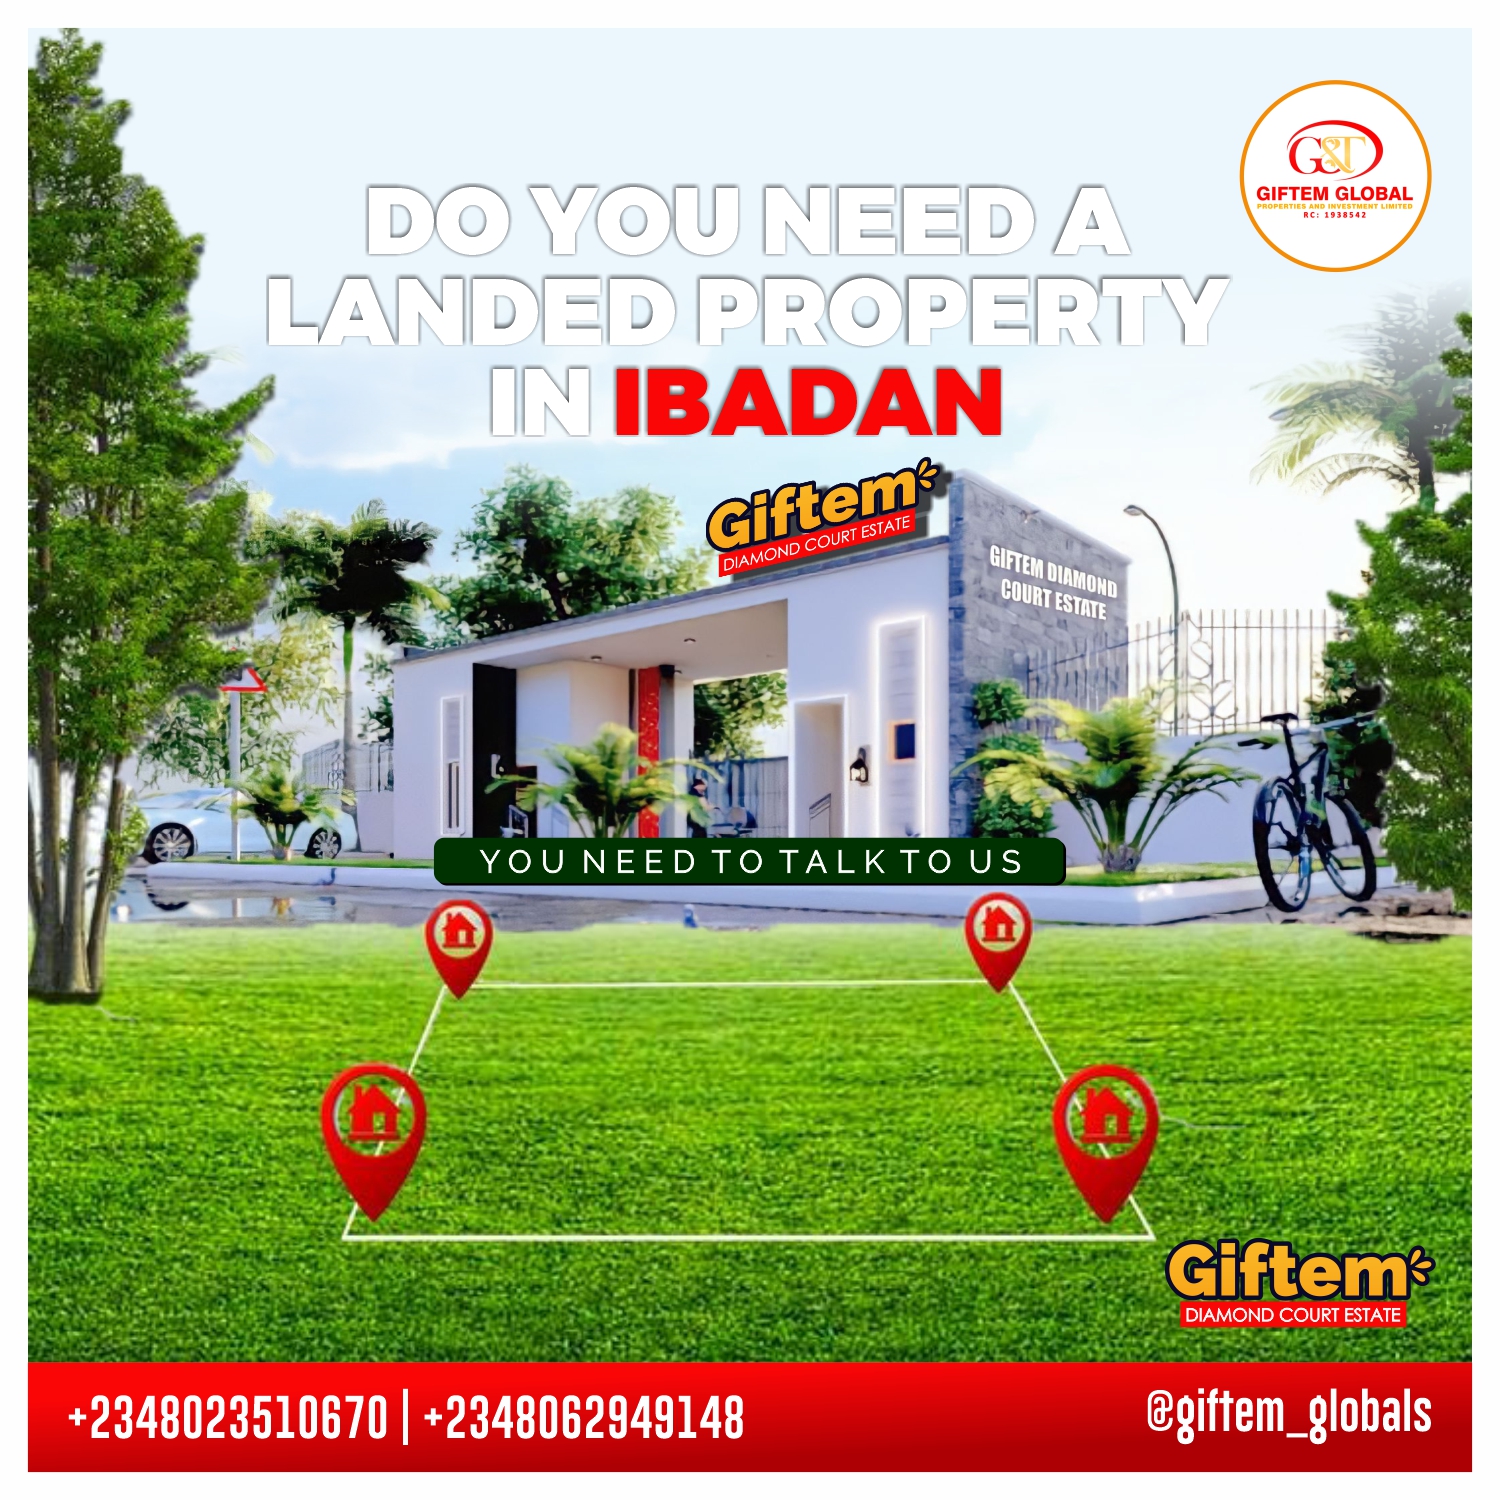 G&T
GIFTEM GLOBAL
PROPERTIES AND INVESTMENT LIMITED
RC: 1938542
DO YOU NEED A
LANDED PROPERTY
IN IBADAN
Giftem
DIAMOND COURT ESTATE
GIFTEM DIAMOND
COURT ESTATE
YOU NEED TO TALK TO US
Giftem
DIAMOND COURT ESTATE
+2348023510670 | +2348062949148
@giftem_globals